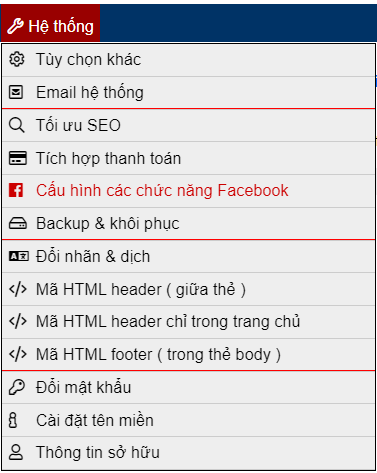 Hệ thống
Tùy chọn khác
Email hệ thống
Tối ưu SEO
Tích hợp thanh toán
Cấu hình các chức năng Facebook
Backup & khôi phục
Đổi nhãn & dịch
Mã HTML header ( giữa thẻ )
Mã HTML header chỉ trong trang chủ
Mã HTML footer ( trong thẻ body )
Đổi mật khẩu
Cài đặt tên miền
Thông tin sở hữu